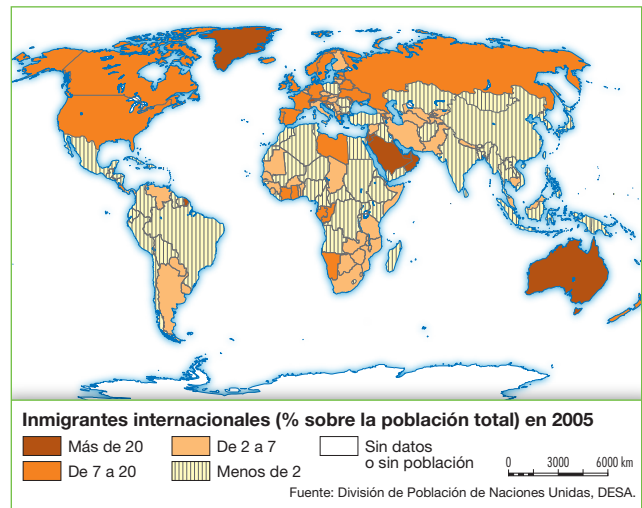 Inmigrantes internacionales (% sobre la población total) en 2005
Más de 20
De 7 a 20
De 2 a 7
Menos de 2
Sin datos
o sin población
0 3000 6000 km
Fuente: División de Población de Naciones Unidas, DESA.